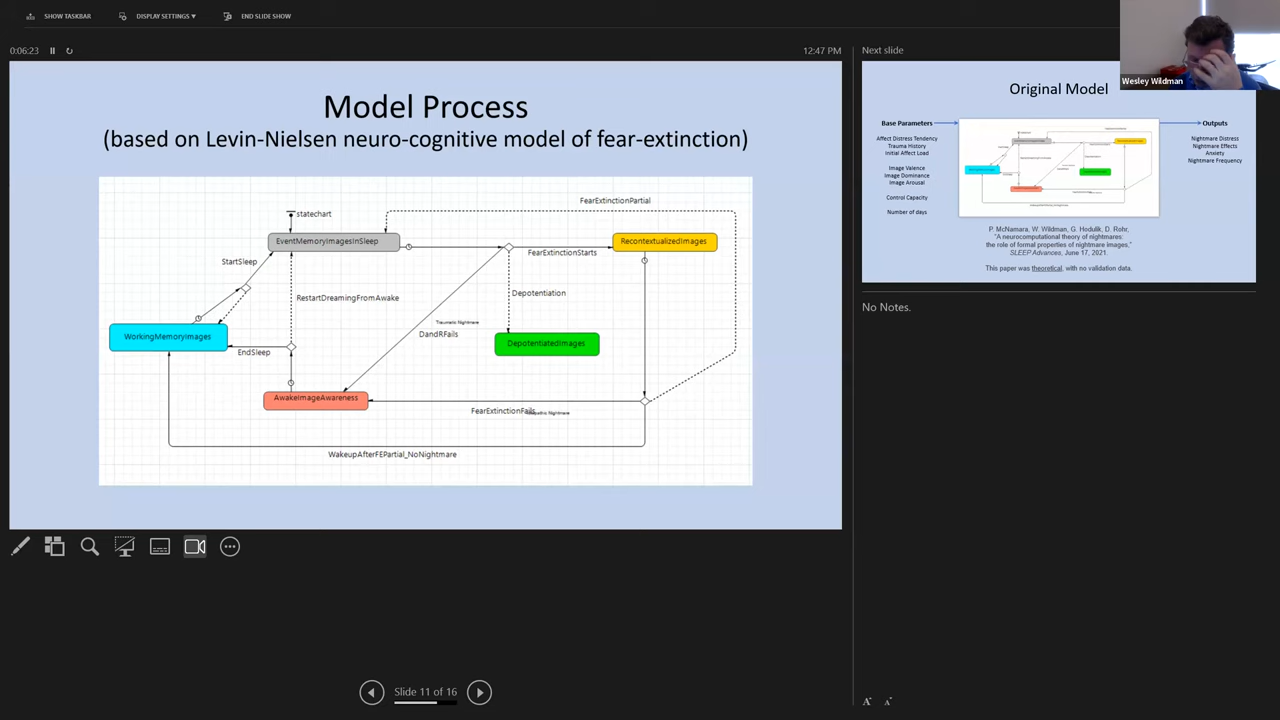 SHOW TASKBAR
DISPLAY SETTINGS ▾
END SLIDE SHOW
0:06:23
12:47 PM
Model Process
(based on Levin-Nielsen neuro-cognitive model of fear-extinction)
FearExtinctionPartial
statechart
EventMemoryImagesInSleep
RecontextualizedImages
FearExtinctionStarts
StartSleep
Depotentiation
RestartDreamingFromAwake
Traumatic Nightmare
DandRFails
WorkingMemoryImages
DepotentiatedImages
EndSleep
AwakeImageAwareness
FearExtinctionFails
WakeupAfterFEPartial_NoNightmare
Slide 11 of 16
Next slide
Wesley Wildman
Original Model
Base Parameters
Outputs
Affect Distress Tendency
Trauma History
Initial Affect Load
Image Valence
Image Dominance
Image Arousal
Control Capacity
Number of days
Nightmare Distress
Nightmare Effects
Anxiety
Nightmare Frequency
P. McNamara, W. Wildman, G. Hodulik, D. Rohr,
"A neurocomputational theory of nightmares:
the role of formal properties of nightmare images,"
SLEEP Advances, June 17, 2021.
This paper was theoretical, with no validation data.
No Notes.
A A